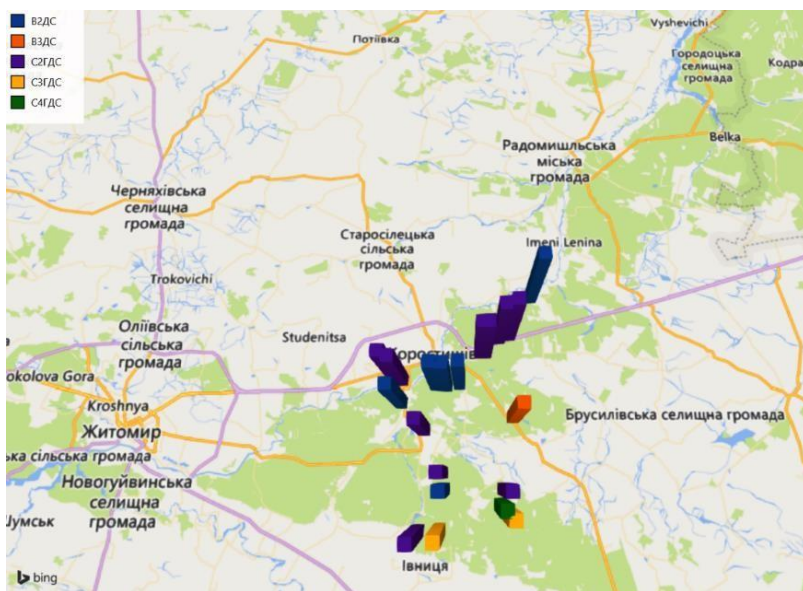 В2ДС
В3ДС
С2ГДС
С3ГДС
С4ГДС
Vyshevichi
Потіївка
Городоцька
селищна
громада
Кодра
Радомишльська
міська
громада
Belka
Черняхівська
селищна
громада
Старосілецька
сільська
громада
Imeni Lenina
Trokovichi
Оліївська
сільська
громада
Studenitsa
Коростишів
okolova Gora
Kroshnya
Житомир
Брусилівська селищна громада
ька сільська громада
Новогуйвинська
селищна
громада
Шумськ
Івниця
bing